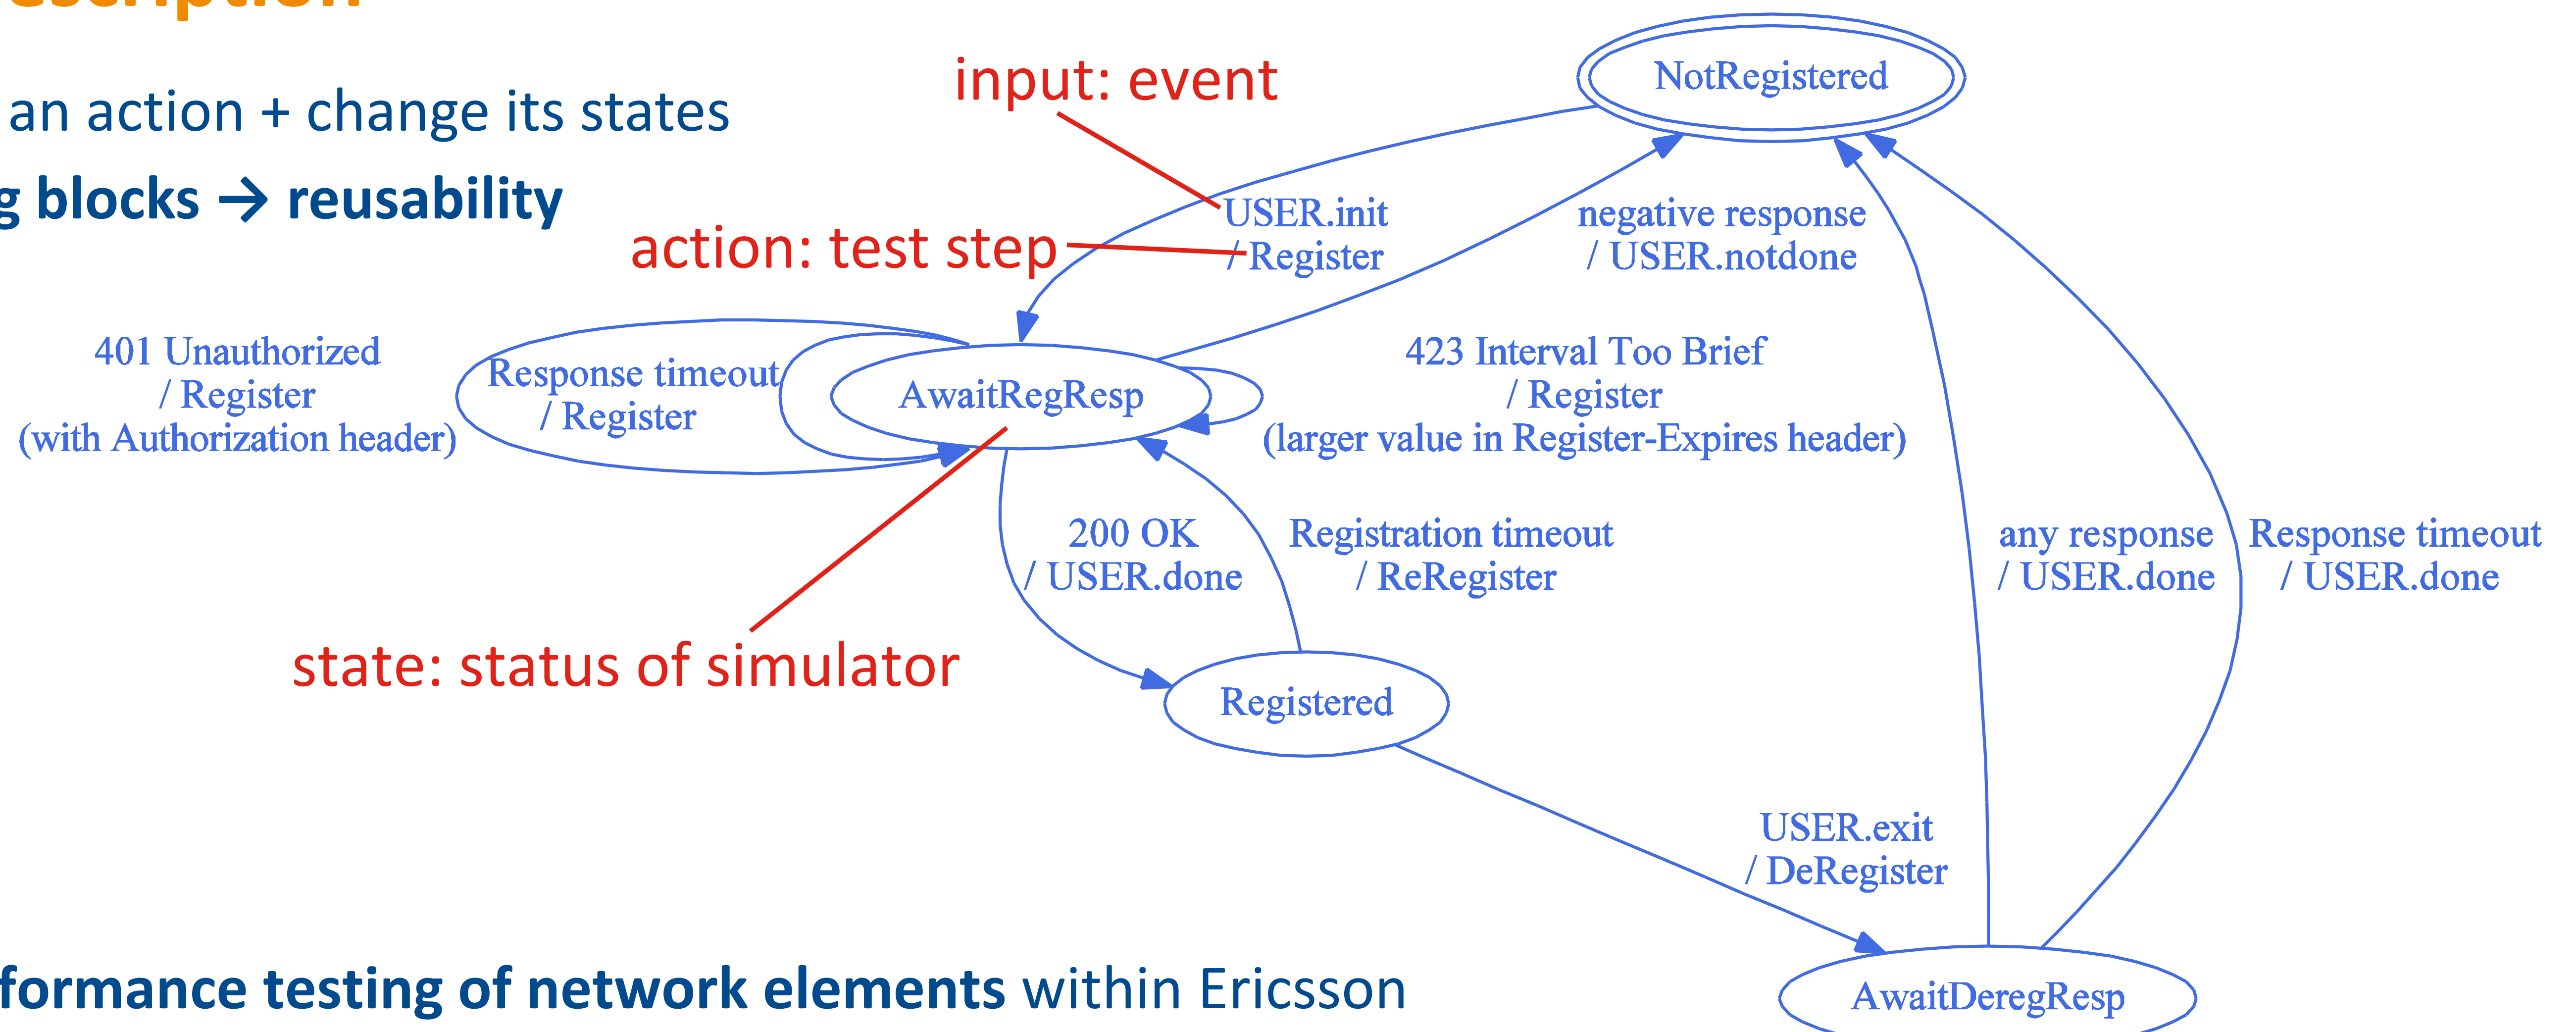 an action + change its states
blocks → reusability
formance testing of network elements within Ericsson
input: event
action: test step
state: status of simulator
NotRegistered
USER.init
/ Register
negative response
/ USER.notdone
401 Unauthorized
/ Register
(with Authorization header)
Response timeout
/ Register
AwaitRegResp
423 Interval Too Brief
/ Register
(larger value in Register-Expires header)
200 OK
/ USER.done
Registration timeout
/ ReRegister
any response
/ USER.done
Response timeout
/ USER.done
Registered
USER.exit
/ DeRegister
AwaitDeregResp